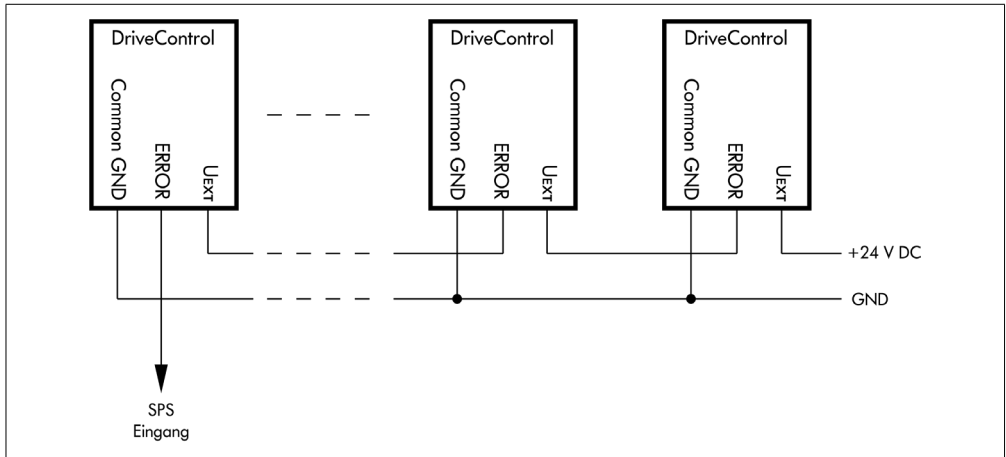 DriveControl
Common GND
ERROR
UEXT
DriveControl
Common GND
ERROR
UEXT
DriveControl
Common GND
ERROR
UEXT
+24 V DC
GND
SPS
Eingang